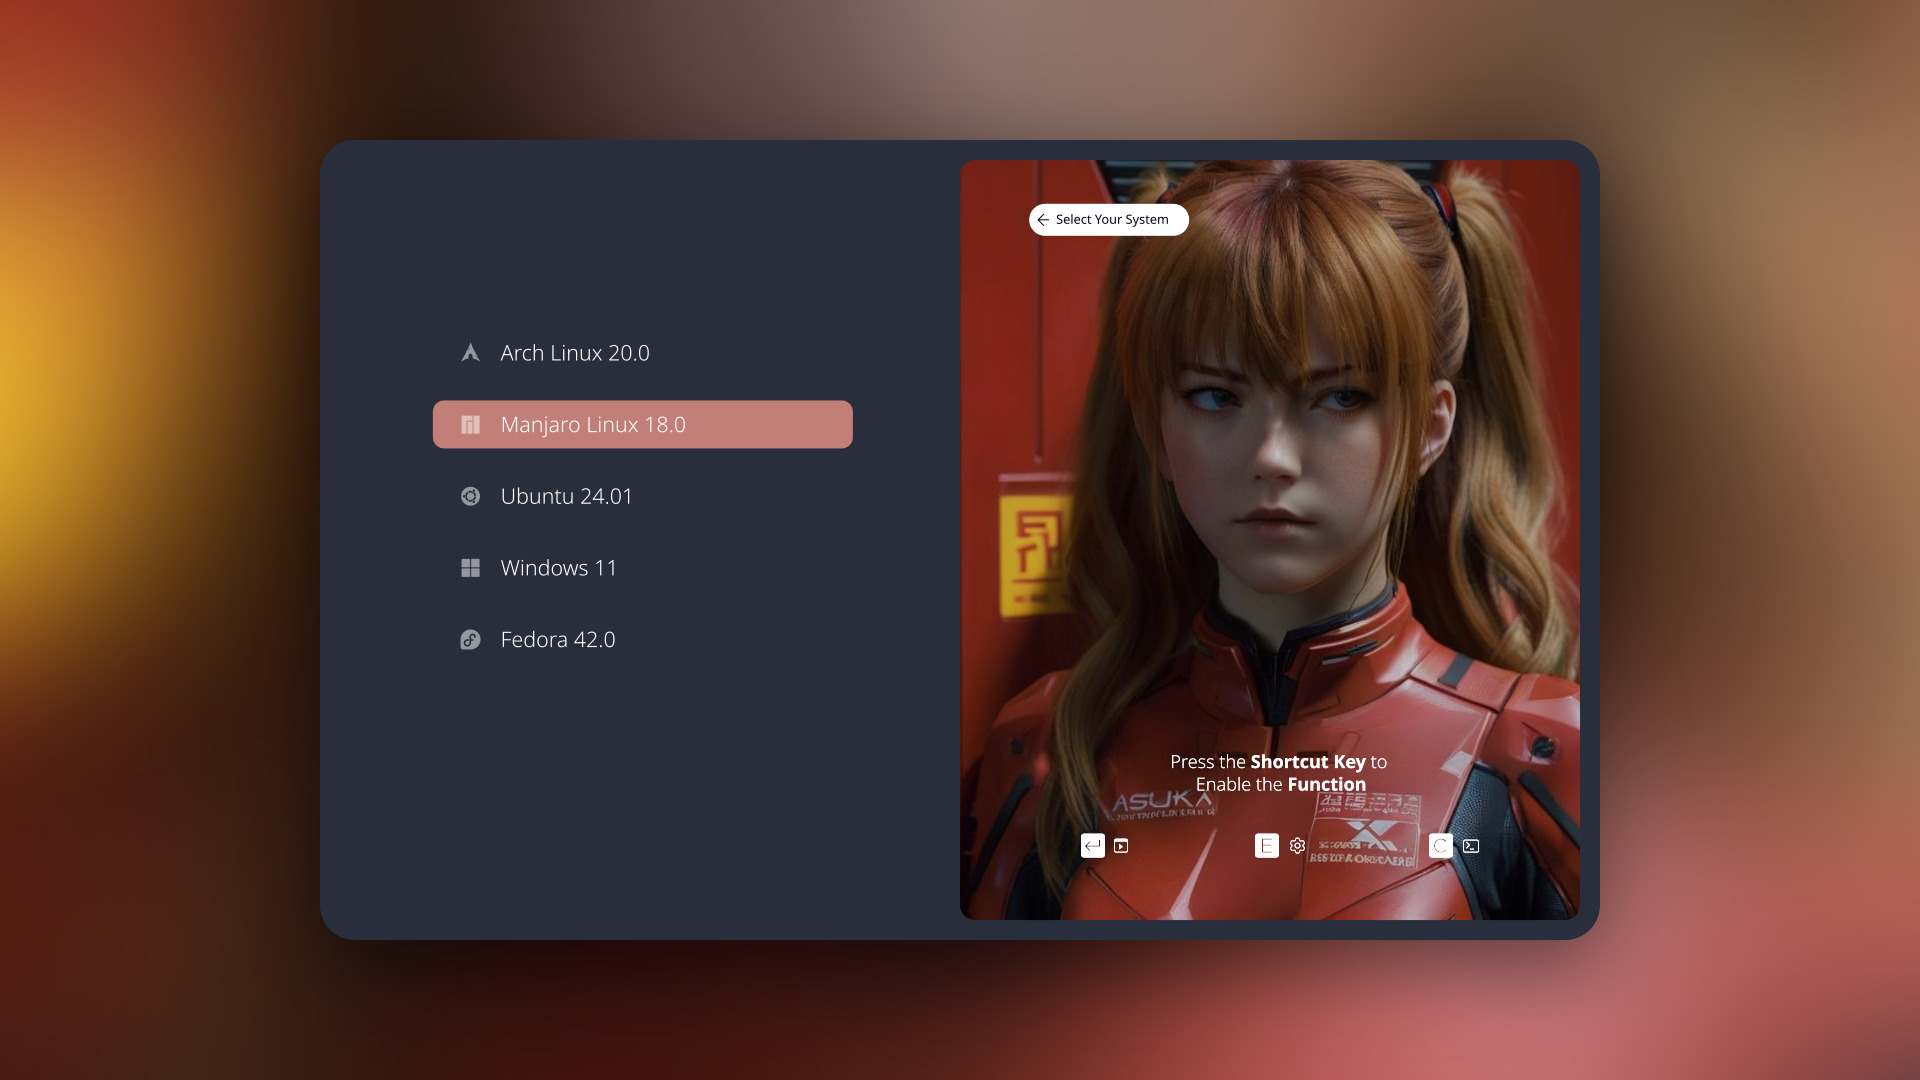 Select Your System
Arch Linux 20.0
Manjaro Linux 18.0
Ubuntu 24.01
Windows 11
Fedora 42.0
Press the Shortcut Key to
Enable the Function
ASUKA
E
C